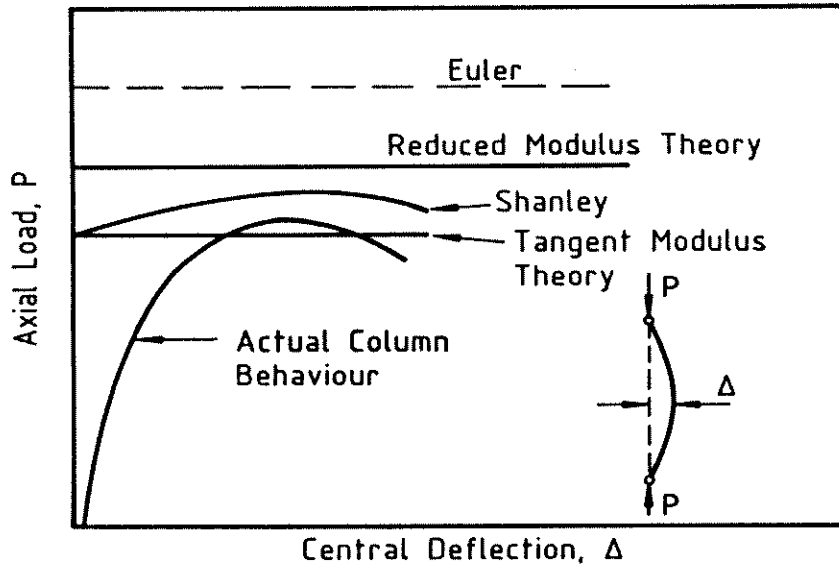 Euler
Reduced Modulus Theory
Shanley
Tangent Modulus
Theory
Actual Column
Behaviour
P
Δ
P
Axial Load, P
Central Deflection, Δ